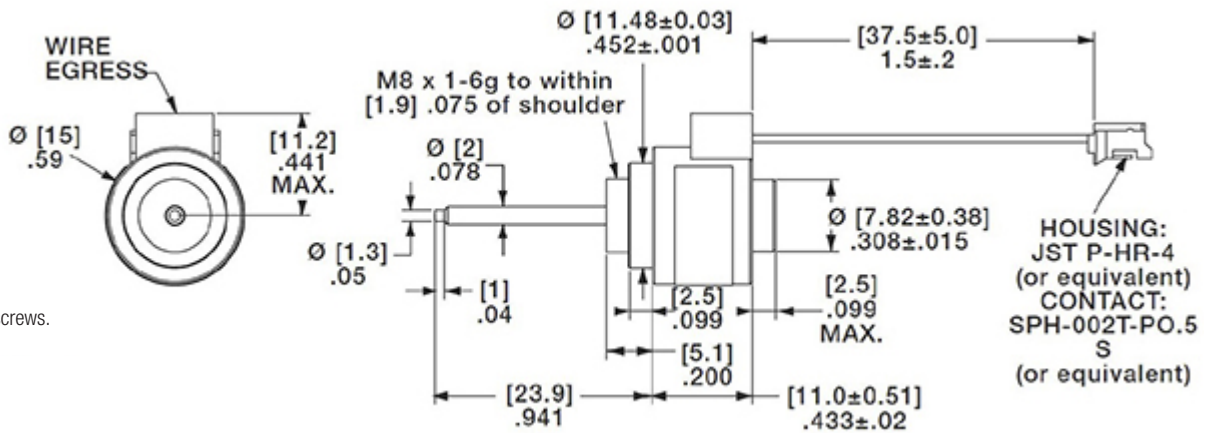 WIRE
EGRESS
Ø [15]
.59
[11.2]
.441
MAX.
crews.
Ø [11.48±0.03]
.452±.001
M8 x 1-6g to within
[1.9] .075 of shoulder
Ø [2]
.078
Ø [1.3]
.05
[1]
.04
[37.5±5.0]
1.5±.2
Ø [7.82±0.38]
.308±.015
[2.5]
.099
[2.5]
.099
MAX.
[5.1]
.200
[23.9]
.941
[11.0±0.51]
.433±.02
HOUSING:
JST P-HR-4
(or equivalent)
CONTACT:
SPH-002T-PO.5
S
(or equivalent)